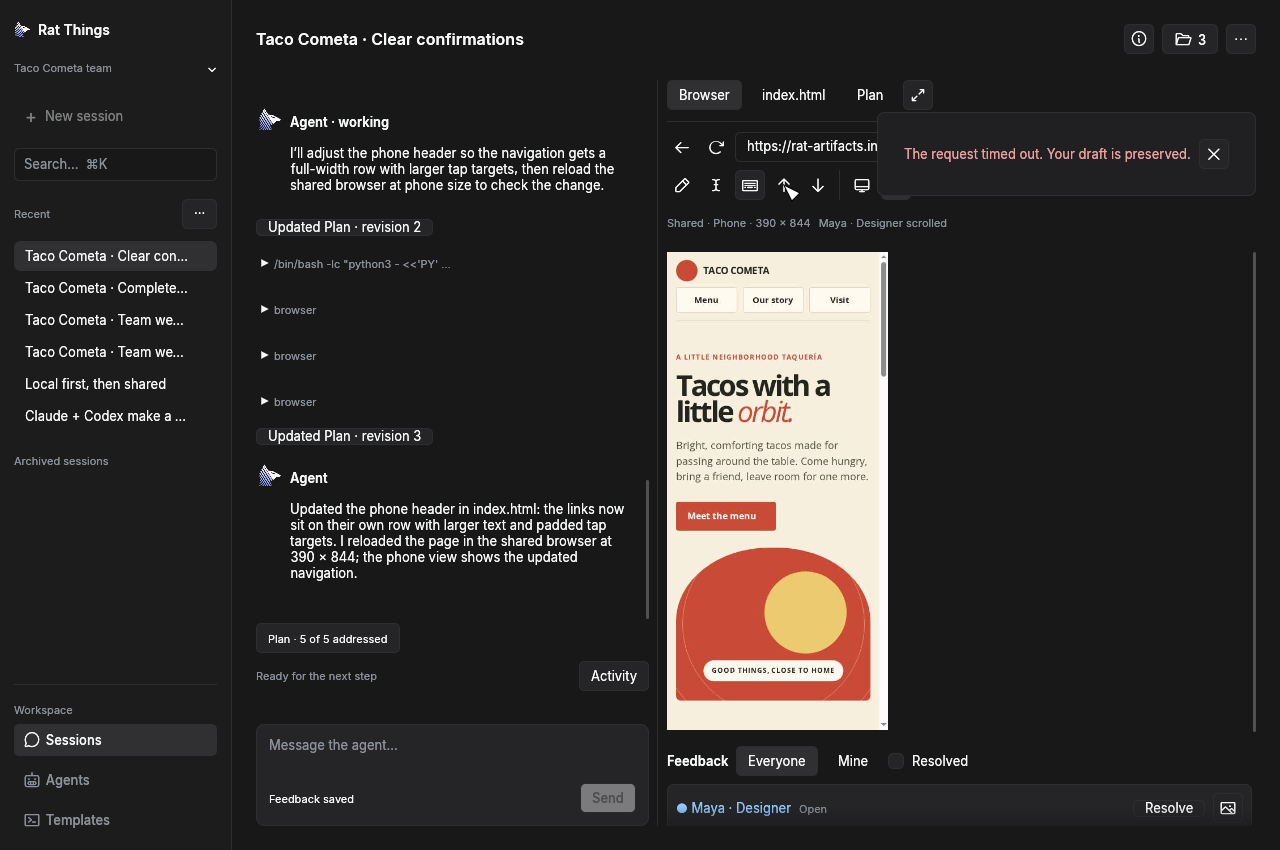 Rat Things
Taco Cometa team
+ New session
Search... ⌘K
Recent
...
Taco Cometa · Clear con...
Taco Cometa · Complete...
Taco Cometa · Team we...
Taco Cometa · Team we...
Local first, then shared
Claude + Codex make a ...
Archived sessions
Workspace
Sessions
Agents
Templates
Taco Cometa · Clear confirmations
3
...
Agent · working
I’ll adjust the phone header so the navigation gets a
full-width row with larger tap targets, then reload the
shared browser at phone size to check the change.
Updated Plan · revision 2
/bin/bash -lc "python3 - <<'PY' ...
browser
browser
browser
Updated Plan · revision 3
Agent
Updated the phone header in index.html: the links now
sit on their own row with larger text and padded tap
targets. I reloaded the page in the shared browser at
390 × 844; the phone view shows the updated
navigation.
Plan · 5 of 5 addressed
Ready for the next step
Activity
Message the agent...
Feedback saved
Send
Browser
index.html
Plan
https://rat-artifacts.in
The request timed out. Your draft is preserved.
Shared · Phone · 390 × 844 Maya · Designer scrolled
TACO COMETA
Menu
Our story
Visit
A LITTLE NEIGHBORHOOD TAQUERÍA
Tacos with a
little orbit.
Bright, comforting tacos made for
passing around the table. Come hungry,
bring a friend, leave room for one more.
Meet the menu
GOOD THINGS, CLOSE TO HOME
Feedback
Everyone
Mine
Resolved
Maya · Designer Open
Resolve